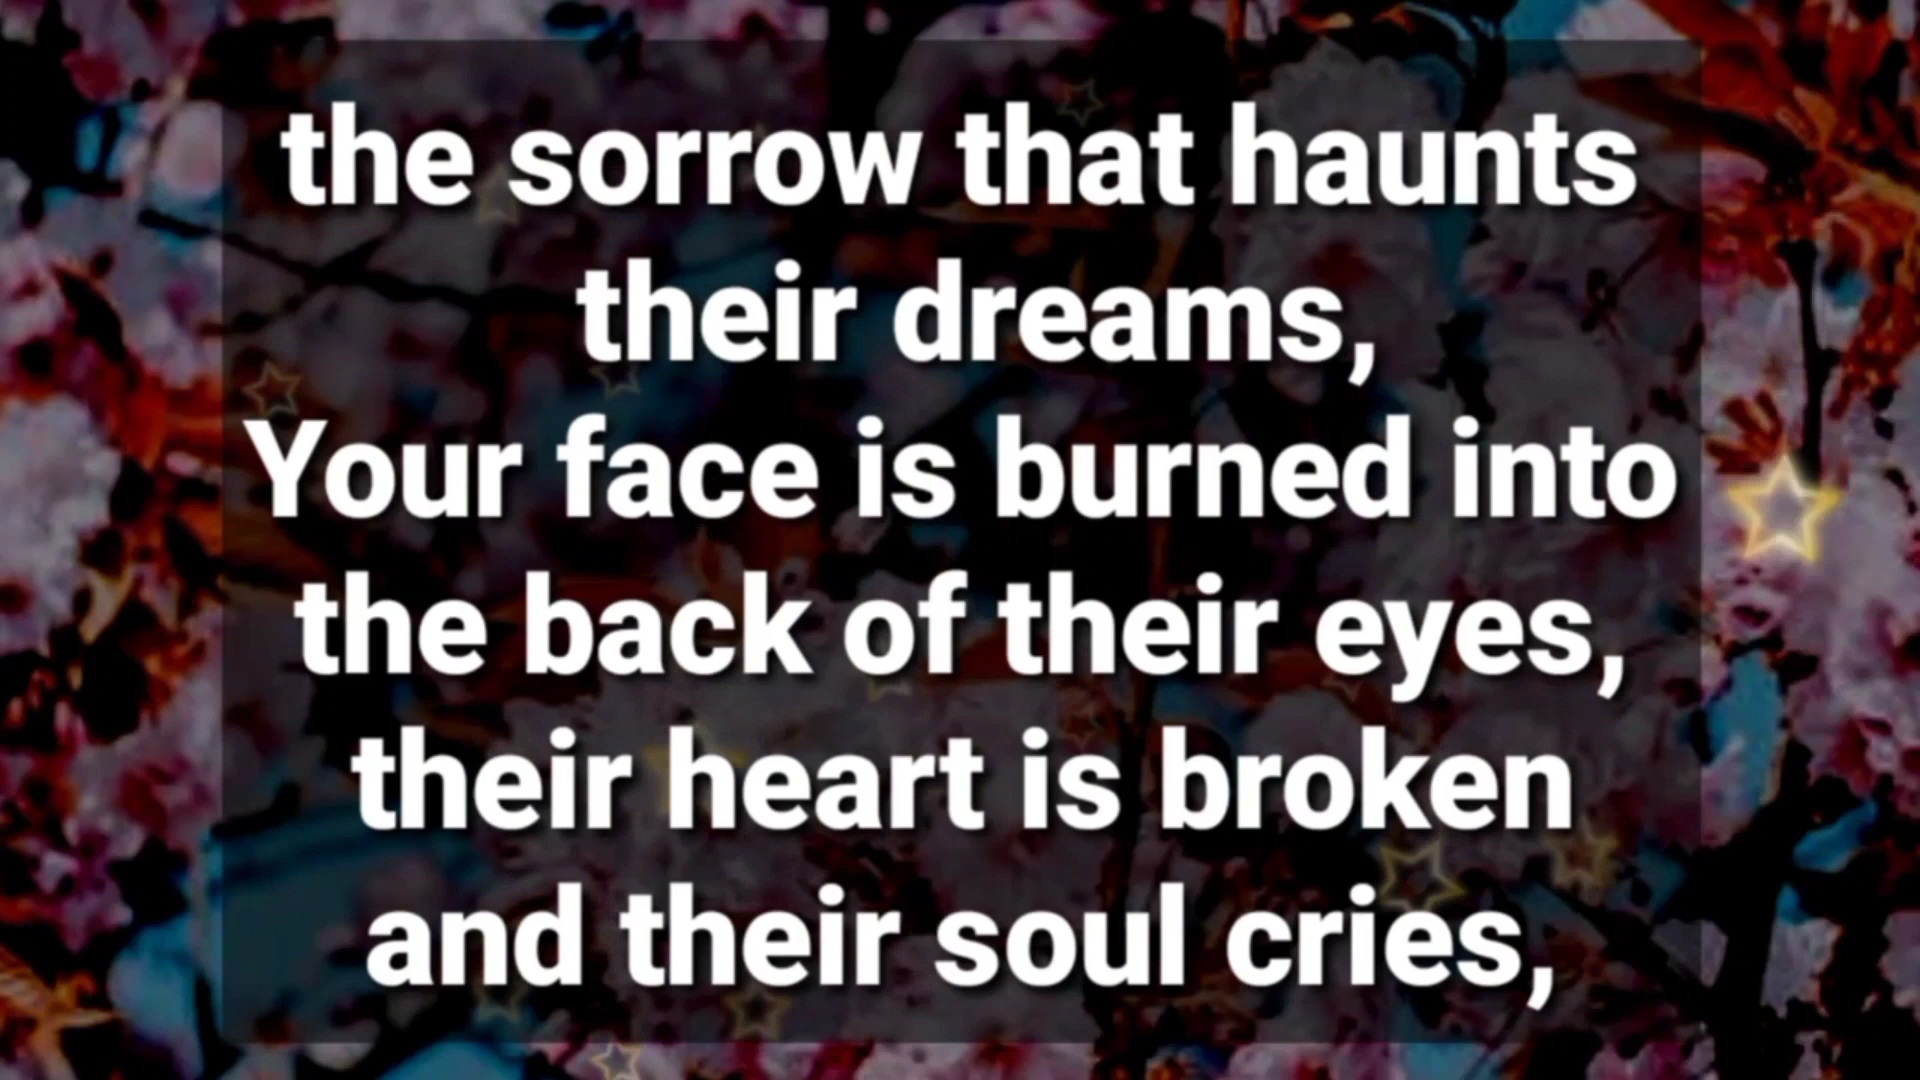 the sorrow that haunts
their dreams,
Your face is burned into
the back of their eyes,
their heart is broken
and their soul cries,